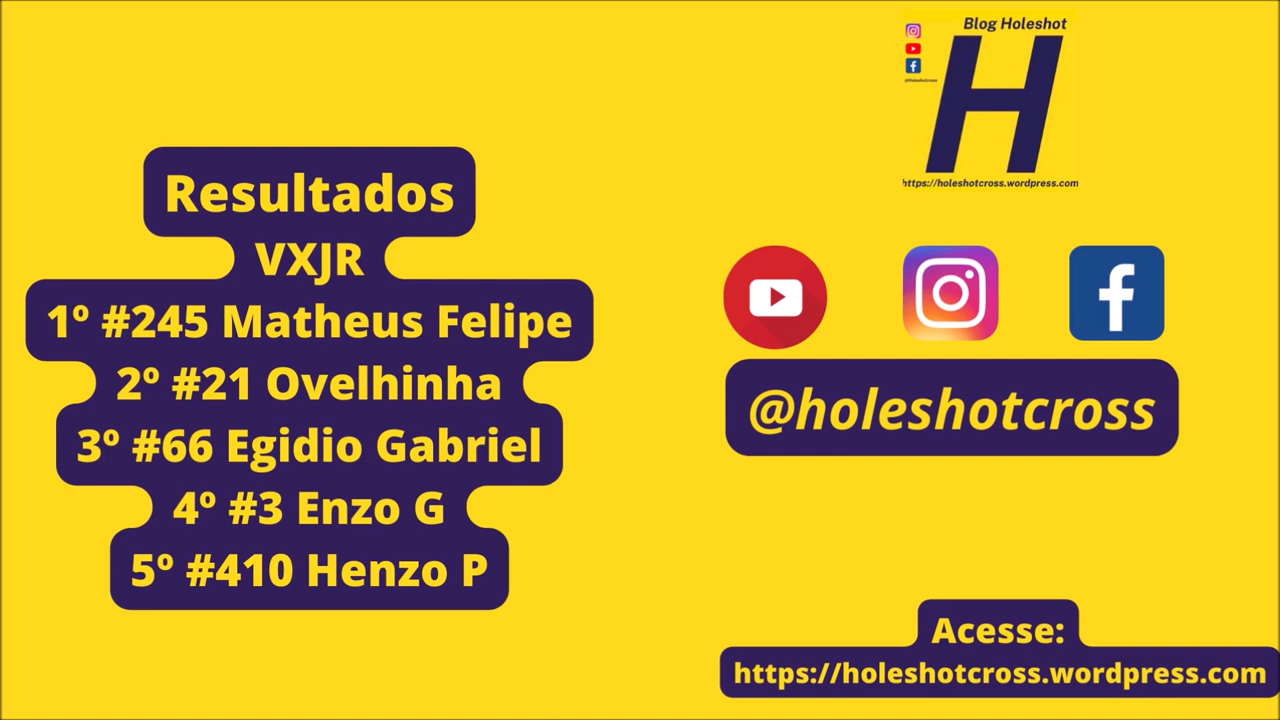 Resultados
VXJR
1º #245 Matheus Felipe
2º #21 Ovelhinha
3º #66 Egidio Gabriel
4º #3 Enzo G
5º #410 Henzo P
Blog Holeshot
@holeshotcross
H
https://holeshotcross.wordpress.com
@holeshotcross
Acesse:
https://holeshotcross.wordpress.com